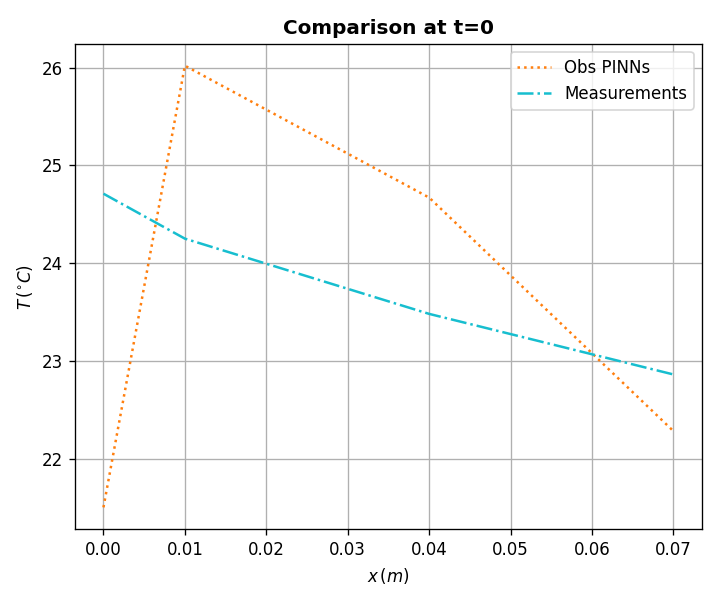 Comparison at t=0
Obs PINNs
Measurements
26
25
24
23
22
T (°C)
0.00 0.01 0.02 0.03 0.04 0.05 0.06 0.07
x (m)